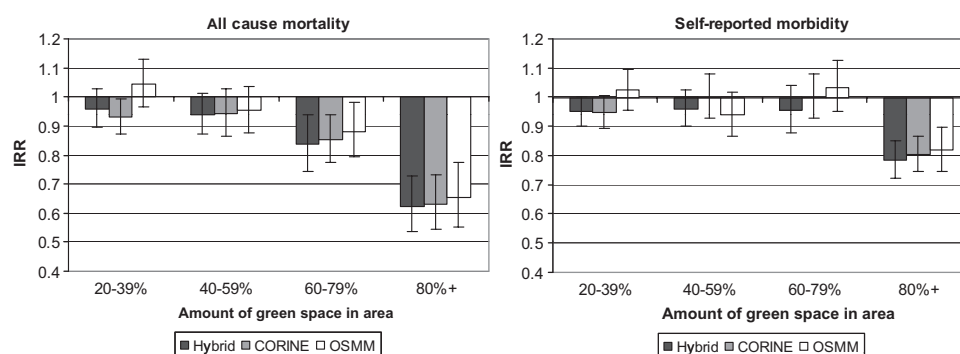 All cause mortality
1.2
1.1
1
0.9
0.8
0.7
0.6
0.5
0.4
IRR
20-39% 40-59% 60-79% 80%+
Amount of green space in area
Hybrid CORINE OSMM
Self-reported morbidity
1.2
1.1
1
0.9
0.8
0.7
0.6
0.5
0.4
IRR
20-39% 40-59% 60-79% 80%+
Amount of green space in area
Hybrid CORINE OSMM